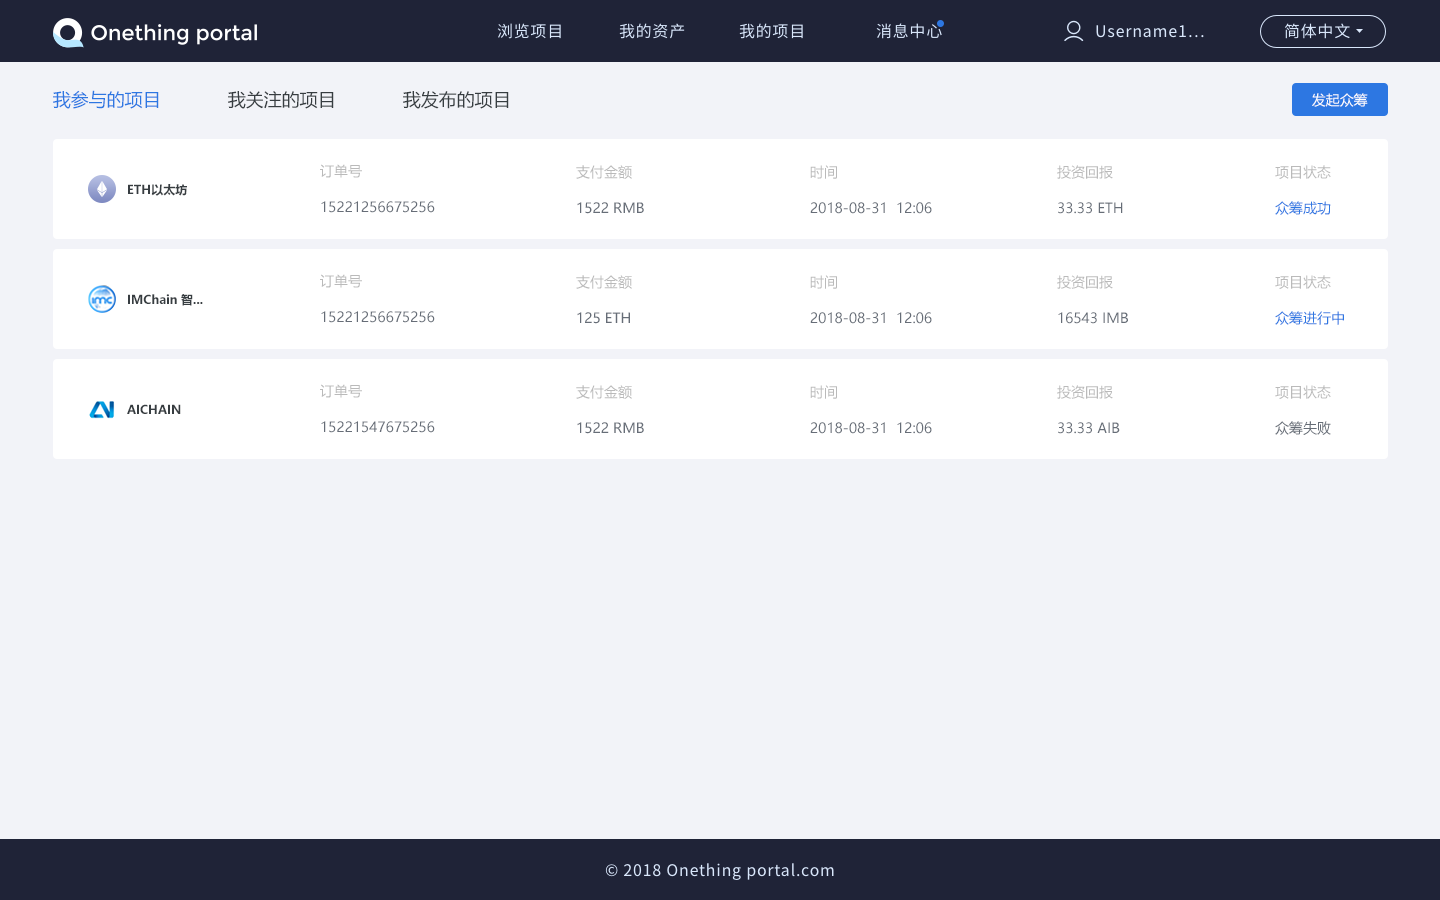 Onething portal
浏览项目 我的资产 我的项目 消息中心 Username1... 简体中文
我参与的项目 我关注的项目 我发布的项目 发起众筹
订单号 支付金额 时间 投资回报 项目状态
ETH以太坊
15221256675256 1522 RMB 2018-08-31 12:06 33.33 ETH 众筹成功
订单号 支付金额 时间 投资回报 项目状态
imc IMChain 智...
15221256675256 125 ETH 2018-08-31 12:06 16543 IMB 众筹进行中
订单号 支付金额 时间 投资回报 项目状态
AICHAIN
15221547675256 1522 RMB 2018-08-31 12:06 33.33 AIB 众筹失败
© 2018 Onething portal.com